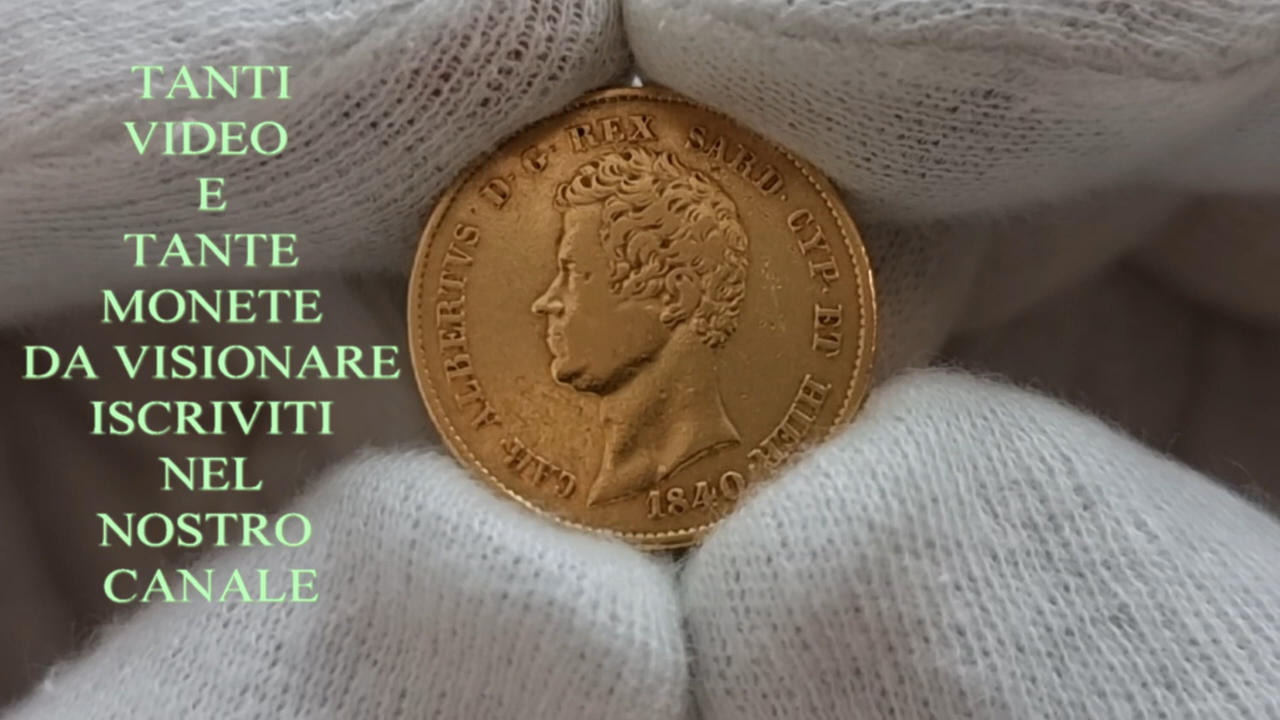 TANTI
VIDEO
E
TANTE
MONETE
DA VISIONARE
ISCRIVITI
NEL
NOSTRO
CANALE
CAR· ALBERTVS D· G· REX SARD· CYP· ET HIER·
1840